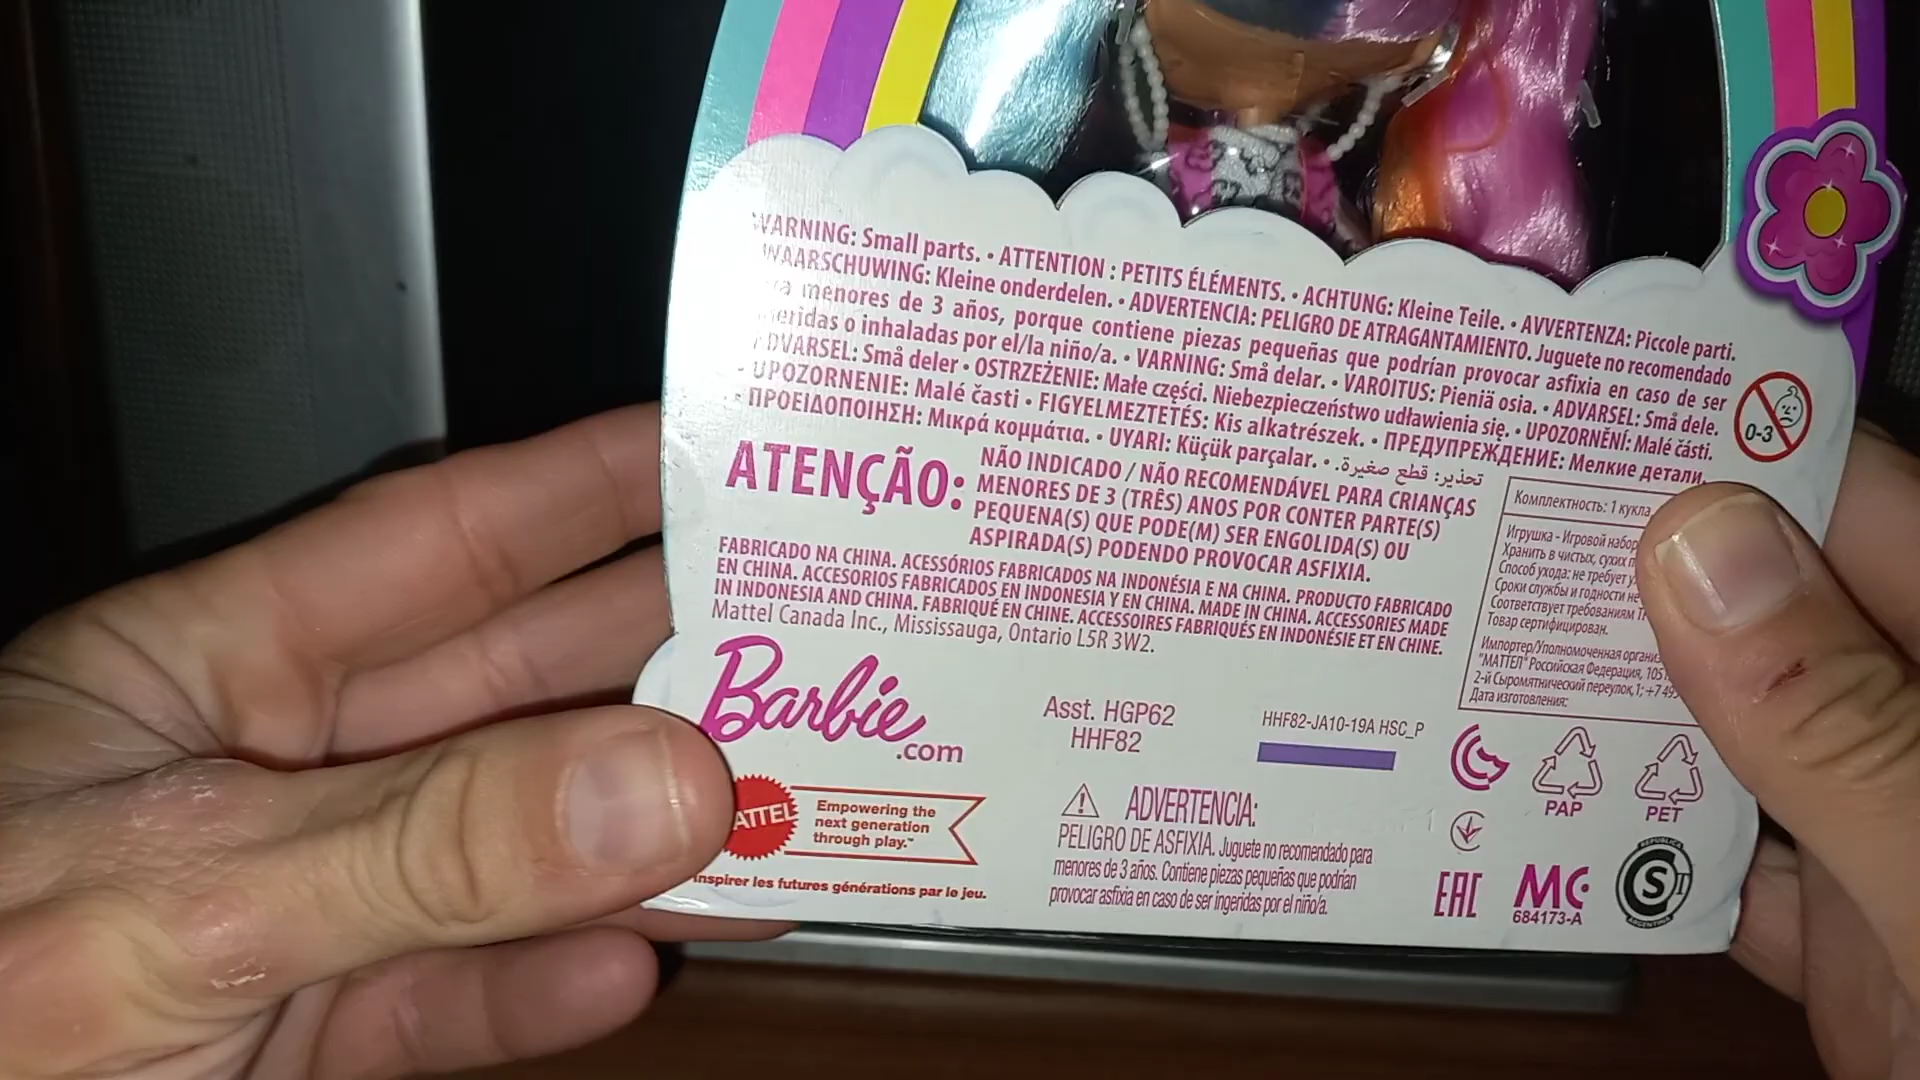 WARNING: Small parts. • ATTENTION : PETITS ÉLÉMENTS. • ACHTUNG: Kleine Teile. • AVVERTENZA: Piccole parti.
WAARSCHUWING: Kleine onderdelen. • ADVERTENCIA: PELIGRO DE ATRAGANTAMIENTO. Juguete no recomendado
menores de 3 años, porque contiene piezas pequeñas que podrían provocar asfixia en caso de ser
o inhaladas por el/la niño/a. • VARNING: Små delar. • VAROITUS: Pieniä osia. • ADVARSEL: Små dele.
ADVARSEL: Små deler • OSTRZEŻENIE: Małe części. Niebezpieczeństwo udławienia się. • UPOZORNĚNÍ: Malé části.
- UPOZORNENIE: Malé časti • FIGYELMEZTETÉS: Kis alkatrészek. • ПРЕДУПРЕЖДЕНИЕ: Мелкие детали.
• ΠΡΟΕΙΔΟΠΟΙΗΣΗ: Μικρά κομμάτια. • UYARI: Küçük parçalar. • تحذير: قطع صغيرة.
0-3
ATENÇÃO:
NÃO INDICADO / NÃO RECOMENDÁVEL PARA CRIANÇAS
MENORES DE 3 (TRÊS) ANOS POR CONTER PARTE(S)
PEQUENA(S) QUE PODE(M) SER ENGOLIDA(S) OU
ASPIRADA(S) PODENDO PROVOCAR ASFIXIA.
FABRICADO NA CHINA. ACESSÓRIOS FABRICADOS NA INDONÉSIA E NA CHINA. PRODUCTO FABRICADO
EN CHINA. ACCESORIOS FABRICADOS EN INDONESIA Y EN CHINA. MADE IN CHINA. ACCESSORIES MADE
IN INDONESIA AND CHINA. FABRIQUÉ EN CHINE. ACCESSOIRES FABRIQUÉS EN INDONÉSIE ET EN CHINE.
Mattel Canada Inc., Mississauga, Ontario L5R 3W2.
Комплектность: 1 кукла
Игрушка - Игровой набор
Хранить в чистых, сухих
Способ ухода: не требует
Сроки службы и годности не
Соответствует требованиям
Товар сертифицирован.
Импортер/Уполномоченная
"МАТТЕЛ" Российская Федерация,
2-й Сыромятнический переулок, 1;
Дата изготовления:
Barbie
.com
Asst. HGP62
HHF82
HHF82-JA10-19A HSC_P
PAP
PET
MATTEL
Empowering the
next generation
through play.™
Inspirer les futures générations par le jeu.
ADVERTENCIA:
PELIGRO DE ASFIXIA. Juguete no recomendado para
menores de 3 años. Contiene piezas pequeñas que podrían
provocar asfixia en caso de ser ingeridas por el niño/a.
EAC
MC
684173-A
REPUBLICA
S
ARGENTINA